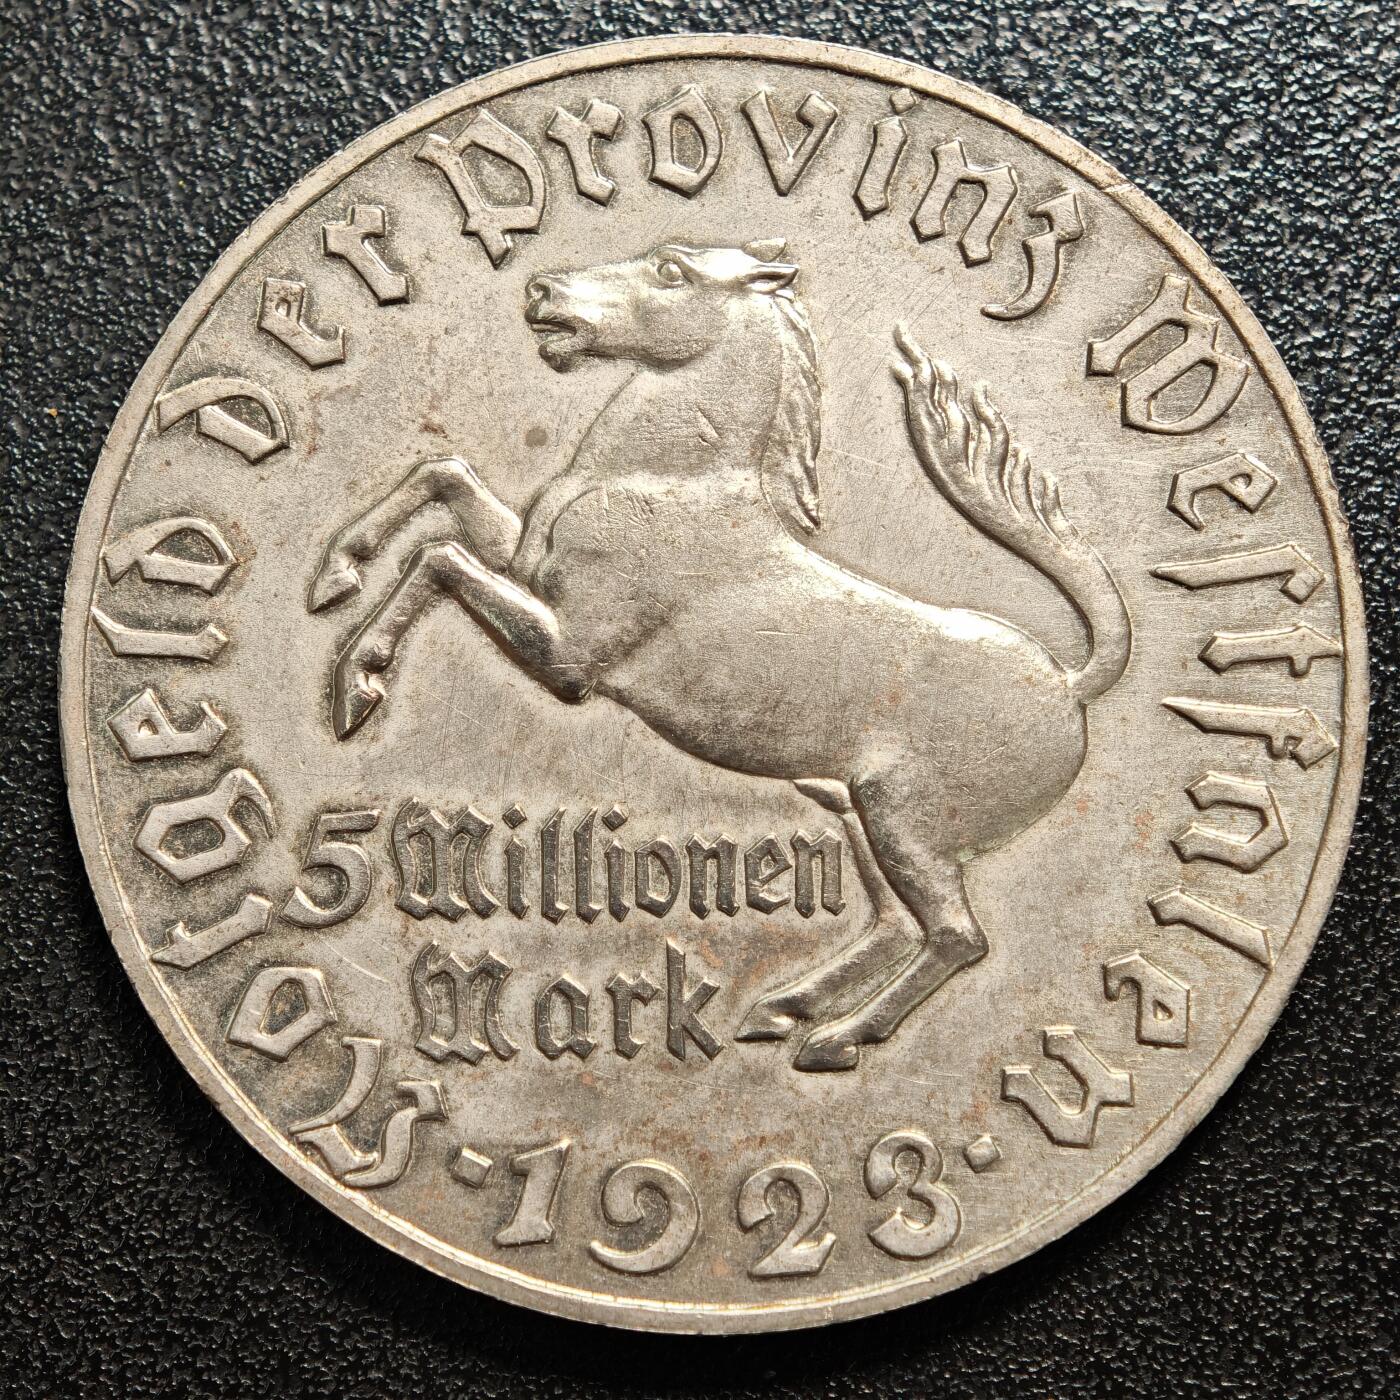 Notgeld der Provinz Westfalen
5 Millionen
Mark
·1923·